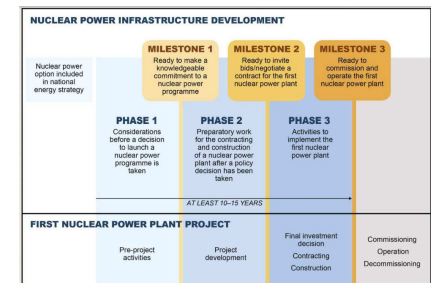 NUCLEAR POWER INFRASTRUCTURE DEVELOPMENT
Nuclear power
option included
in national
energy strategy
MILESTONE 1
Ready to make a
knowledgeable
commitment to a
nuclear power
programme
MILESTONE 2
Ready to invite
bids/negotiate a
contract for the first
nuclear power plant
MILESTONE 3
Ready to
commission and
operate the first
nuclear power plant
PHASE 1
Considerations
before a decision
to launch a
nuclear power
programme is
taken
PHASE 2
Preparatory work
for the contracting
and construction
of a nuclear power
plant after a policy
decision has been
taken
PHASE 3
Activities to
implement the
first nuclear
power plant
AT LEAST 10–15 YEARS
FIRST NUCLEAR POWER PLANT PROJECT
Pre-project
activities
Project
development
Final investment
decision
Contracting
Construction
Commissioning
Operation
Decommissioning